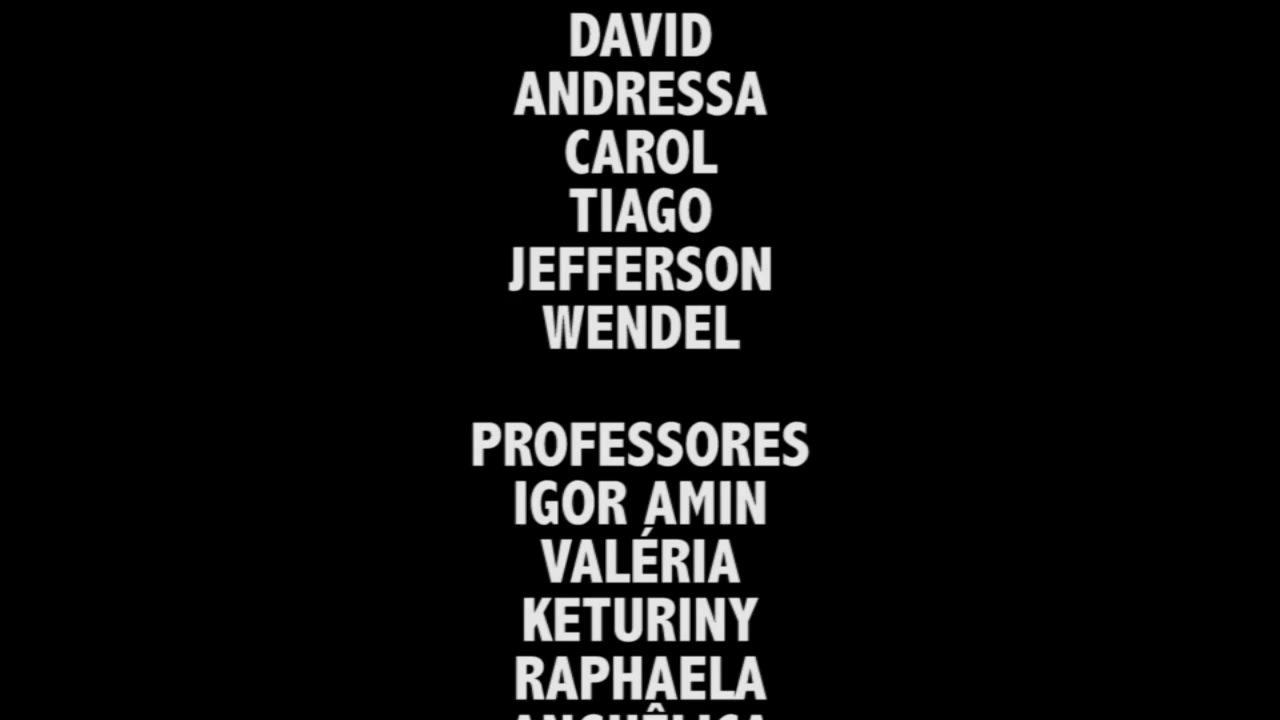 DAVID
ANDRESSA
CAROL
TIAGO
JEFFERSON
WENDEL
PROFESSORES
IGOR AMIN
VALÉRIA
KETURINY
RAPHAELA